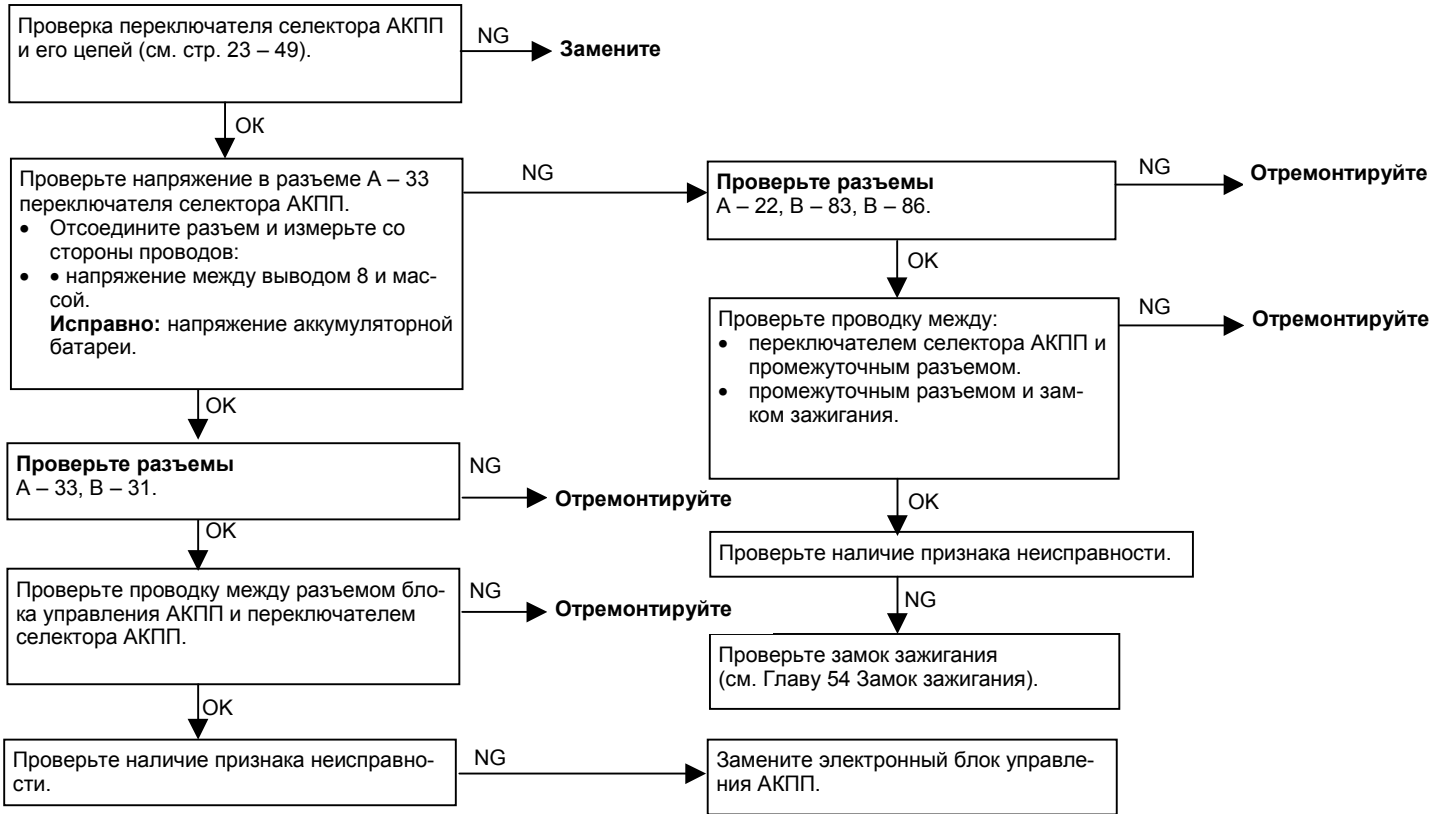 Проверка переключателя селектора АКПП
и его цепей (см. стр. 23 – 49).
NG
Замените
OК
Проверьте напряжение в разъеме А – 33
переключателя селектора АКПП.
• Отсоедините разъем и измерьте со
стороны проводов:
• • напряжение между выводом 8 и мас-
сой.
Исправно: напряжение аккумуляторной
батареи.
NG
Проверьте разъемы
А – 22, В – 83, В – 86.
NG
Отремонтируйте
OK
Проверьте проводку между:
• переключателем селектора АКПП и
промежуточным разъемом.
• промежуточным разъемом и зам-
ком зажигания.
NG
Отремонтируйте
OK
Проверьте наличие признака неисправности.
NG
Проверьте замок зажигания
(см. Главу 54 Замок зажигания).
OK
Проверьте разъемы
А – 33, В – 31.
NG
Отремонтируйте
OK
Проверьте проводку между разъемом бло-
ка управления АКПП и переключателем
селектора АКПП.
NG
Отремонтируйте
OK
Проверьте наличие признака неисправно-
сти.
NG
Замените электронный блок управле-
ния АКПП.